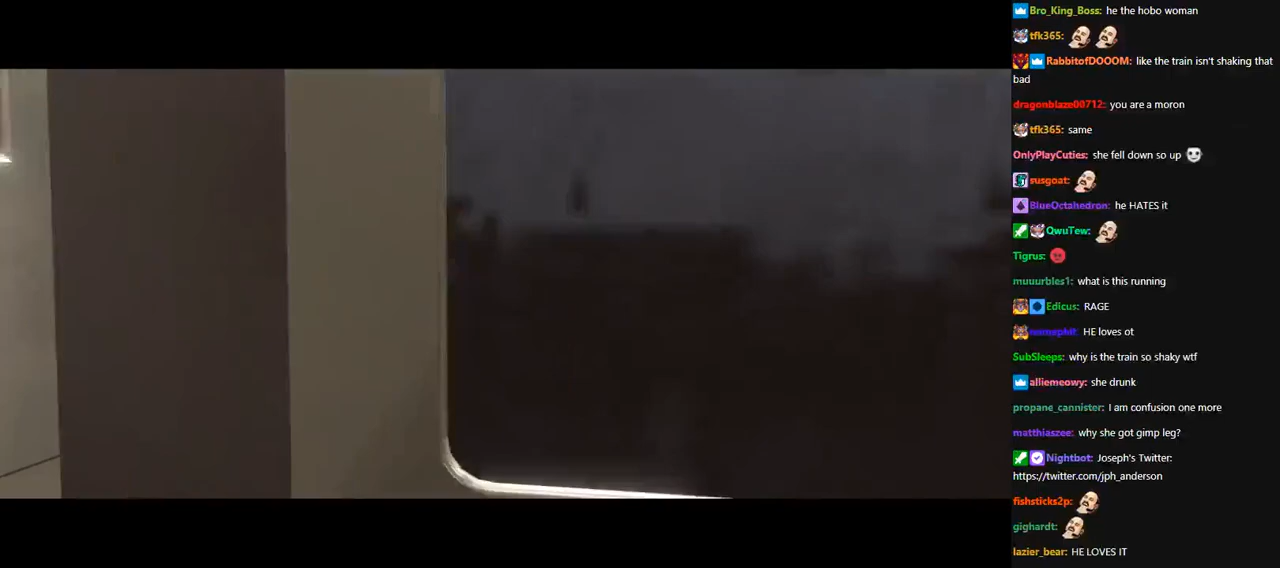 Bro_King_Boss: he the hobo woman
tfk365:
RabbitofDOOOM: like the train isn't shaking that
bad
dragonblaze00712: you are a moron
tfk365: same
OnlyPlayCuties: she fell down so up
susgoat:
BlueOctahedron: he HATES it
QwuTew:
Tigrus:
muuurbles1: what is this running
Edicus: RAGE
HE loves ot
SubSleeps: why is the train so shaky wtf
alliemeowy: she drunk
propane_cannister: I am confusion one more
matthiaszee: why she got gimp leg?
Nightbot: Joseph's Twitter:
https://twitter.com/jph_anderson
fishsticks2p:
gighardt:
lazier_bear: HE LOVES IT